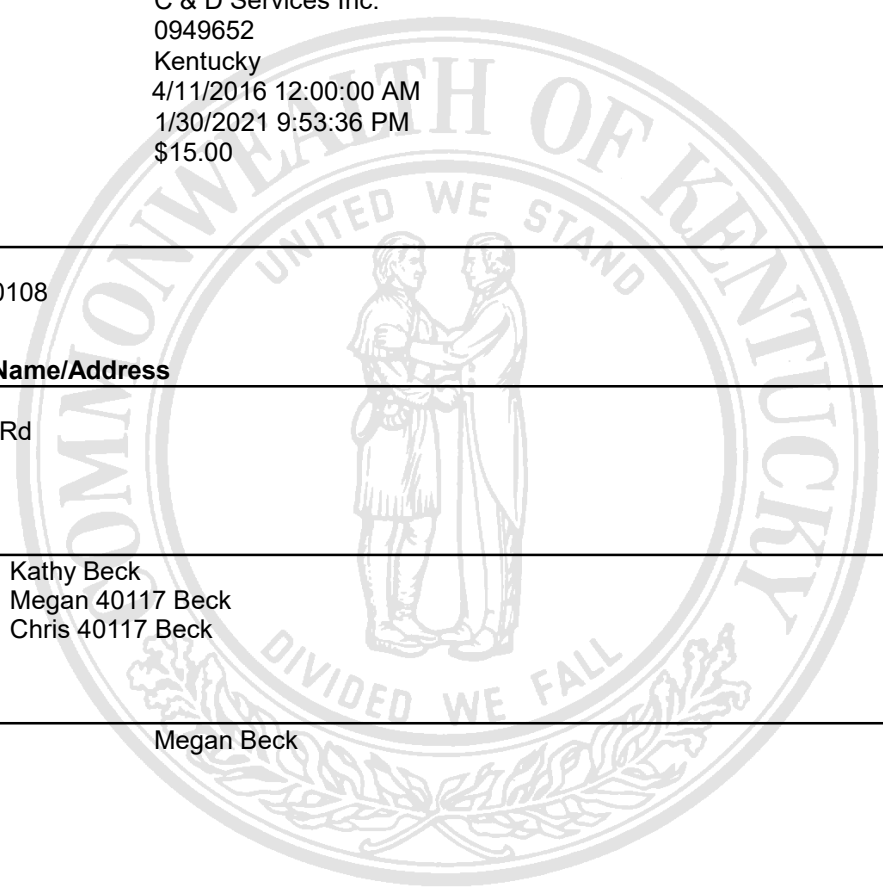 C & D Services Inc.
0949652
Kentucky
4/11/2016 12:00:00 AM
1/30/2021 9:53:36 PM
$15.00
COMMONWEALTH OF KENTUCKY
UNITED WE STAND
0108
Name/Address
Rd
Kathy Beck
Megan 40117 Beck
Chris 40117 Beck
DIVIDED WE FALL
Megan Beck